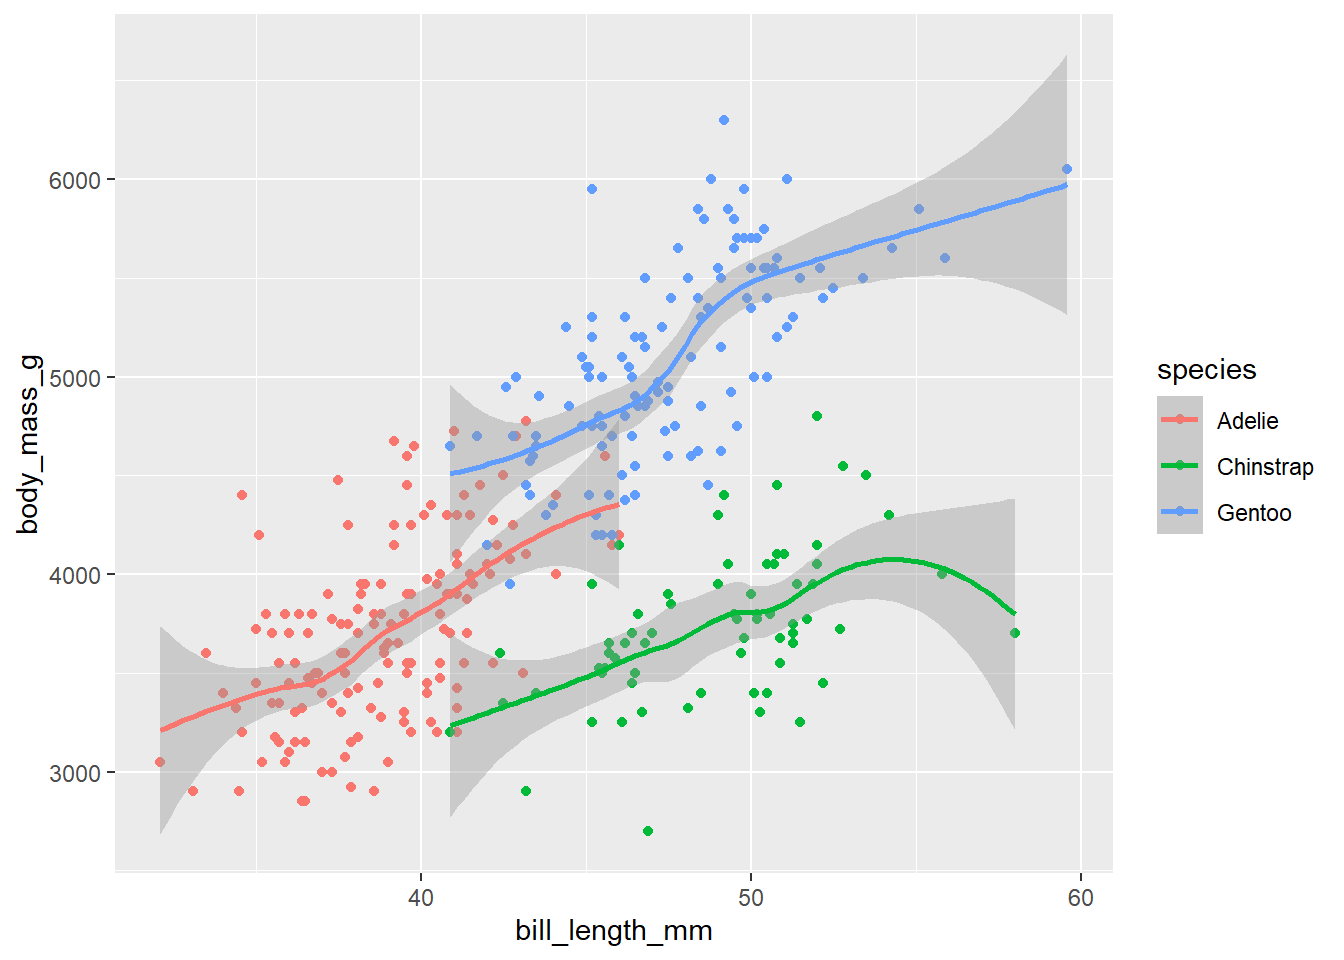 6000
5000
4000
3000
40
50
60
bill_length_mm
body_mass_g
species
Adelie
Chinstrap
Gentoo